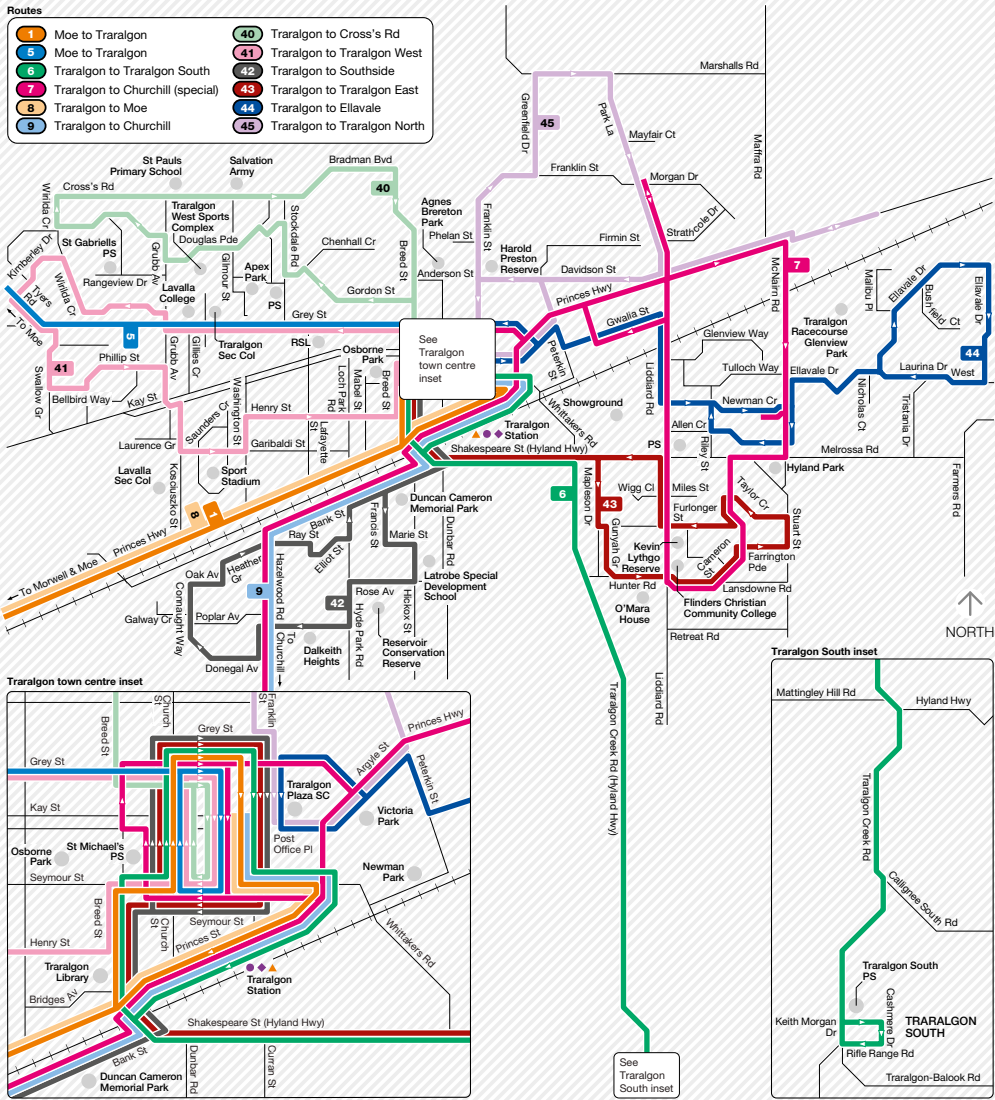 Routes
1 Moe to Traralgon
5 Moe to Traralgon
6 Traralgon to Traralgon South
7 Traralgon to Churchill (special)
8 Traralgon to Moe
9 Traralgon to Churchill
40 Traralgon to Cross's Rd
41 Traralgon to Traralgon West
42 Traralgon to Southside
43 Traralgon to Traralgon East
44 Traralgon to Ellavale
45 Traralgon to Traralgon North
Marshalls Rd
Greenfield Dr
45
Park La
Mayfair Ct
Maffra Rd
Franklin St
Morgan Dr
Strathcole Dr
St Pauls
Primary School
Salvation
Army
Bradman Bvd
Cross's Rd
40
Wirilda Cr
Traralgon
West Sports
Complex
Douglas Pde
Stockdale Rd
Chenhall Cr
Breed St
Agnes
Brereton
Park
Phelan St
Franklin St
Harold
Preston
Reserve
Firmin St
Anderson St
Davidson St
7
McNairn Rd
Kimberley Dr
St Gabriells
PS
Rangeview Dr
Grubb Av
Gilmour St
Apex
Park
PS
Gordon St
Tyers
Rd
Wirilda Cr
Lavalla
College
Grey St
To Moe
5
Traralgon
Sec Col
RSL
Osborne
Park
See
Traralgon
town centre
inset
Princes Hwy
Gwalia St
Peterkin
St
Glenview Way
Tulloch Way
Malibu Pl
Traralgon
Racecourse
Glenview
Park
Ellavale Dr
Bushfield Ct
Ellavale Dr
44
Laurina Dr
West
Ellavale Dr
Nicholas Ct
Tristania Dr
Newman Cr
Allen Cr
Riley St
Melrossa Rd
Hyland Park
Farmers Rd
Phillip St
41
Swallow Gr
Bellbird Way
Kay St
Grubb Av
Gillies Cr
Saunders Cr
Washington St
Henry St
Loch Park
Rd
Mabel St
Breed St
Laurence Gr
Garibaldi St
Lafayette
St
Lavalla
Sec Col
Kosciuszko St
Sport
Stadium
Traralgon
Station
Whittakers Rd
Showground
Liddiard Rd
PS
Shakespeare St (Hyland Hwy)
6
Mapleson Dr
43
Wigg Cl
Miles St
Furlonger
St
Taylor Cr
Stuart St
Gunyah Gr
Kevin
Lythgo
Reserve
Cameron
St
Farrington
Pde
Hunter Rd
Lansdowne Rd
O'Mara
House
Flinders Christian
Community College
Retreat Rd
Liddiard Rd
Duncan Cameron
Memorial Park
Princes Hwy
8
1
To Morwell & Moe
Bank St
Ray St
Elliot St
Francis St
Marie St
Dunbar Rd
Heather
Gr
Oak Av
Connaught Way
Hazelwood Rd
9
42
Rose Av
Latrobe Special
Development
School
Galway Cr
Poplar Av
Hyde Park Rd
Hickox St
Donegal Av
To
Churchill
Dalkeith
Heights
Reservoir
Conservation
Reserve
NORTH
Traralgon Creek Rd (Hyland Hwy)
See
Traralgon
South inset
Traralgon town centre inset
Church
St
Franklin
St
Breed St
Grey St
Grey St
Princes Hwy
Argyle St
Peterkin St
Kay St
Traralgon
Plaza SC
Victoria
Park
Osborne
Park
St Michael's
PS
Post
Office Pl
Newman
Park
Seymour St
Breed St
Church
St
Seymour St
Princes St
Henry St
Whittakers Rd
Traralgon
Library
Traralgon
Station
Bridges Av
Shakespeare St (Hyland Hwy)
Bank St
Dunbar Rd
Curran St
Duncan Cameron
Memorial Park
Traralgon South inset
Mattingley Hill Rd
Hyland Hwy
Traralgon Creek Rd
Callignee South Rd
Traralgon South
PS
Keith Morgan
Dr
Cashmere Dr
TRARALGON
SOUTH
Rifle Range Rd
Traralgon-Balook Rd